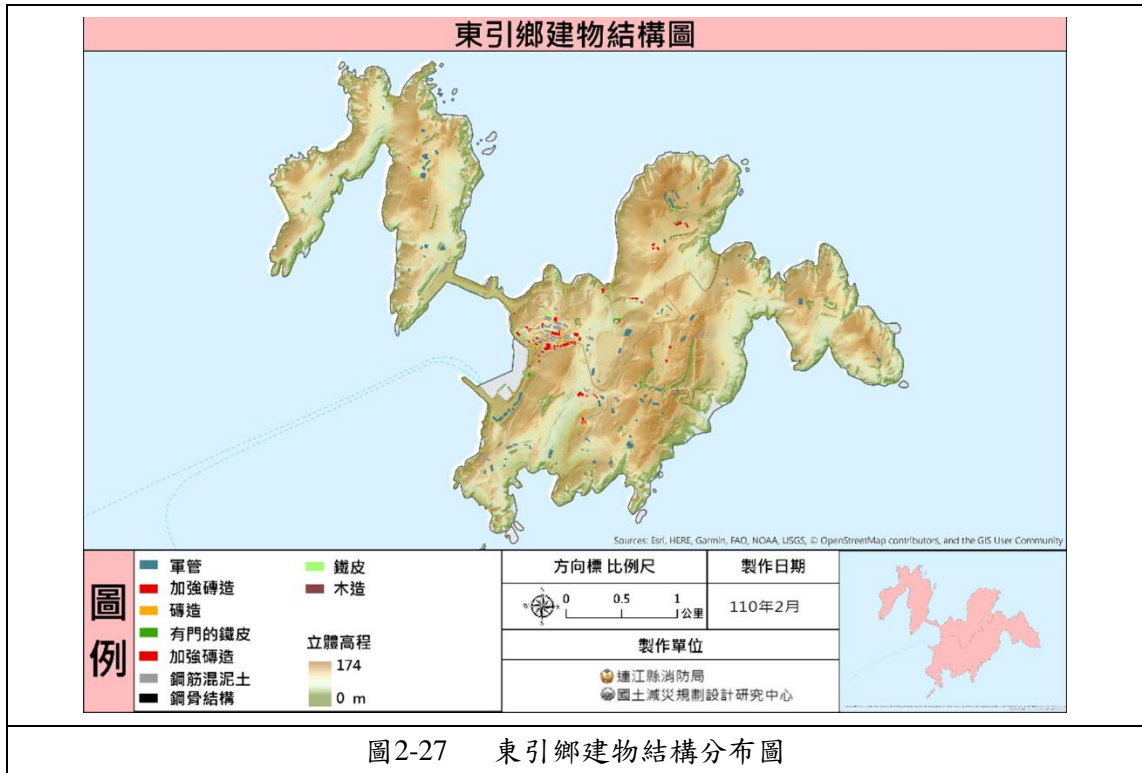 東引鄉建物結構圖
Sources: Esri, HERE, Garmin, FAO, NOAA, USGS, © OpenStreetMap contributors, and the GIS User Community
圖例
軍管
加強磚造
磚造
有門的鐵皮
加強磚造
鋼筋混泥土
鋼骨結構
鐵皮
木造
立體高程
174
0 m
方向標 比例尺
0 0.5 1
公里
製作日期
110年2月
製作單位
連江縣消防局
國土減災規劃設計研究中心
圖2-27 東引鄉建物結構分布圖